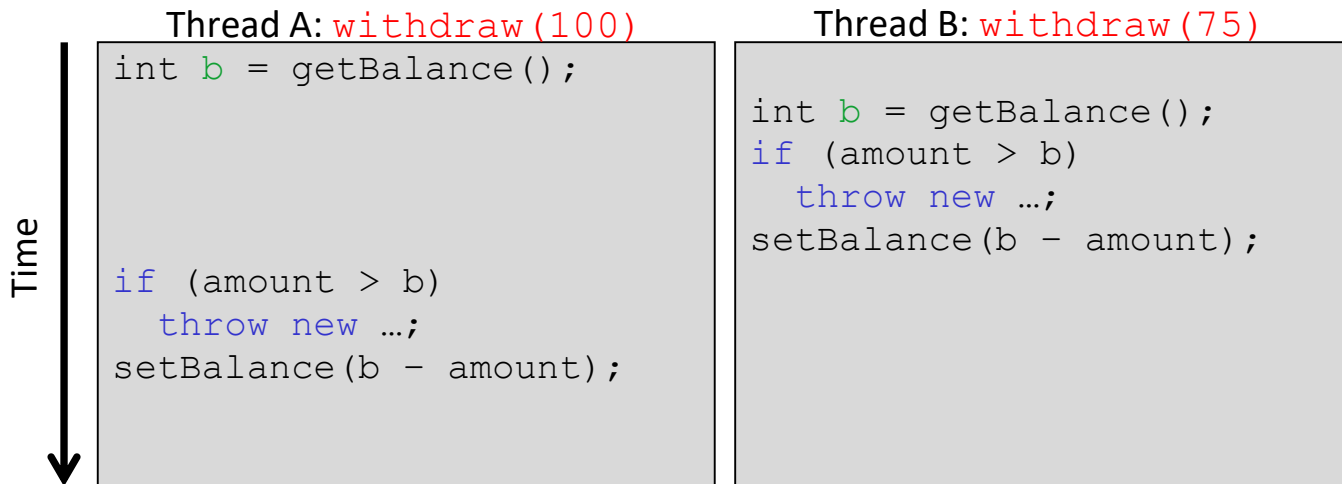 Thread A: withdraw(100)
int b = getBalance();
if (amount > b)
throw new …;
setBalance(b – amount);
Thread B: withdraw(75)
int b = getBalance();
if (amount > b)
throw new …;
setBalance(b – amount);
Time